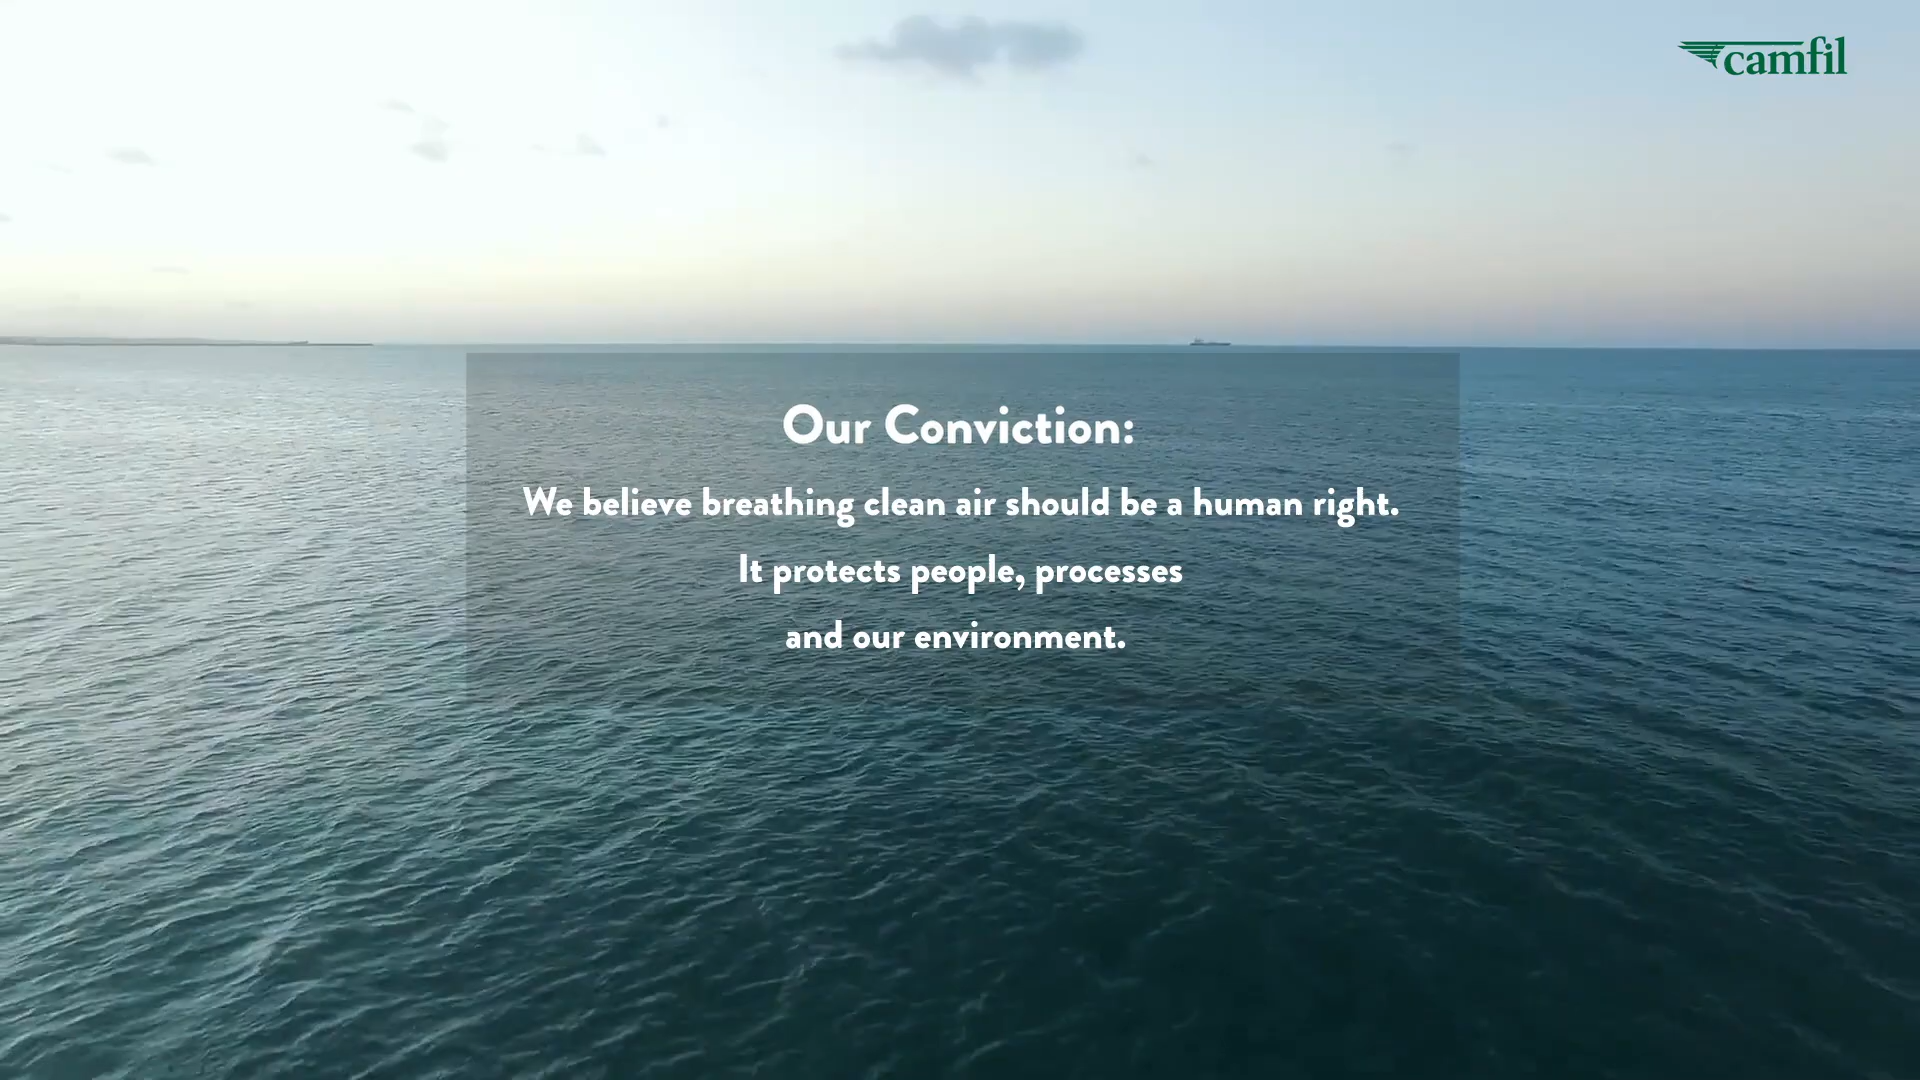 camfil
Our Conviction:
We believe breathing clean air should be a human right.
It protects people, processes
and our environment.